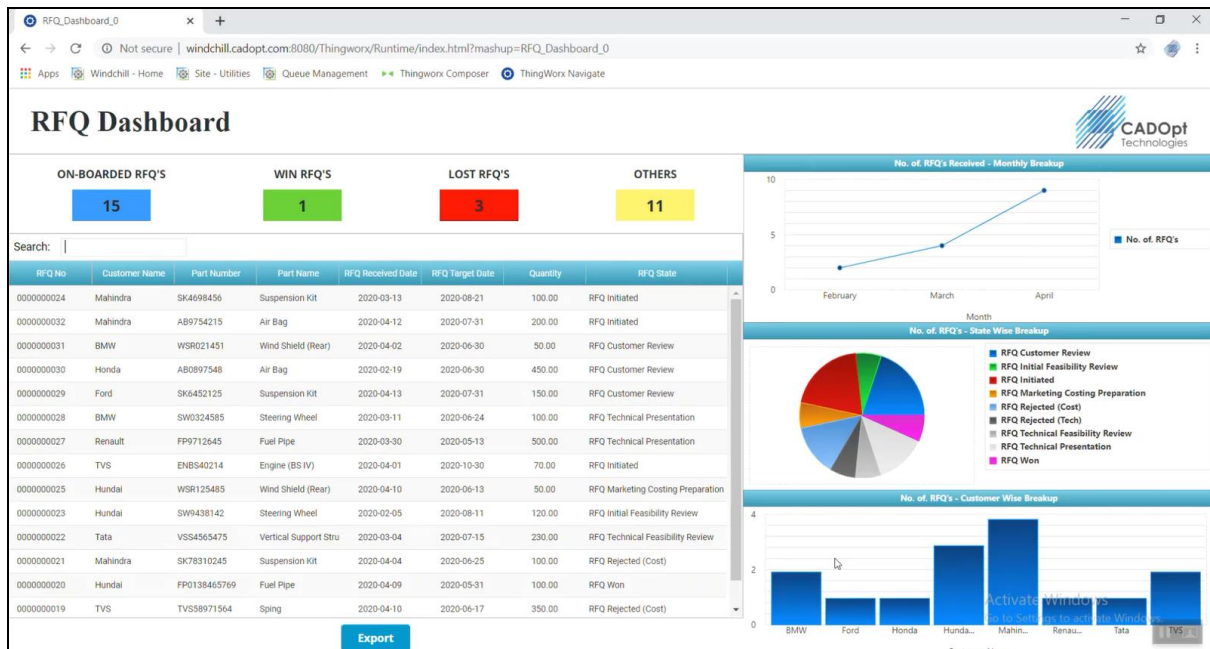 RFQ_Dashboard_0
Not secure | windchill.cadopt.com:8080/Thingworx/Runtime/index.html?mashup=RFQ_Dashboard_0
Apps Windchill - Home Site - Utilities Queue Management Thingworx Composer ThingWorx Navigate
RFQ Dashboard
CADOpt
Technologies
ON-BOARDED RFQ'S WIN RFQ'S LOST RFQ'S OTHERS
15 1 3 11
Search:
RFQ No Customer Name Part Number Part Name RFQ Received Date RFQ Target Date Quantity RFQ State
0000000024 Mahindra SK4698456 Suspension Kit 2020-03-13 2020-08-21 100.00 RFQ Initiated
0000000032 Mahindra AB9754215 Air Bag 2020-04-12 2020-07-31 200.00 RFQ Initiated
0000000031 BMW WSR021451 Wind Shield (Rear) 2020-04-02 2020-06-30 50.00 RFQ Customer Review
0000000030 Honda AB0897548 Air Bag 2020-02-19 2020-06-30 450.00 RFQ Customer Review
0000000029 Ford SK6452125 Suspension Kit 2020-04-13 2020-07-31 150.00 RFQ Customer Review
0000000028 BMW SW0324585 Steering Wheel 2020-03-11 2020-06-24 100.00 RFQ Technical Presentation
0000000027 Renault FP9712645 Fuel Pipe 2020-03-30 2020-05-13 500.00 RFQ Technical Presentation
0000000026 TVS ENBS40214 Engine (BS IV) 2020-04-01 2020-10-30 70.00 RFQ Initiated
0000000025 Hundai WSR125485 Wind Shield (Rear) 2020-04-10 2020-06-13 50.00 RFQ Marketing Costing Preparation
0000000023 Hundai SW9438142 Steering Wheel 2020-02-05 2020-08-11 120.00 RFQ Initial Feasibility Review
0000000022 Tata VSS4565475 Vertical Support Stru 2020-03-04 2020-07-15 230.00 RFQ Technical Feasibility Review
0000000021 Mahindra SK78310245 Suspension Kit 2020-04-04 2020-06-25 100.00 RFQ Rejected (Cost)
0000000020 Hundai FP0138465769 Fuel Pipe 2020-04-09 2020-05-31 100.00 RFQ Won
0000000019 TVS TVS58971564 Sping 2020-04-10 2020-06-17 350.00 RFQ Rejected (Cost)
Export
No. of. RFQ's Received - Monthly Breakup
10
5
0
February March April
Month
No. of. RFQ's
No. of. RFQ's - State Wise Breakup
RFQ Customer Review
RFQ Initial Feasibility Review
RFQ Initiated
RFQ Marketing Costing Preparation
RFQ Rejected (Cost)
RFQ Rejected (Tech)
RFQ Technical Feasibility Review
RFQ Technical Presentation
RFQ Won
No. of. RFQ's - Customer Wise Breakup
4
2
0
BMW Ford Honda Hunda... Mahin... Renau... Tata TVS
Activate Windows
Go to Settings to activate Windows.